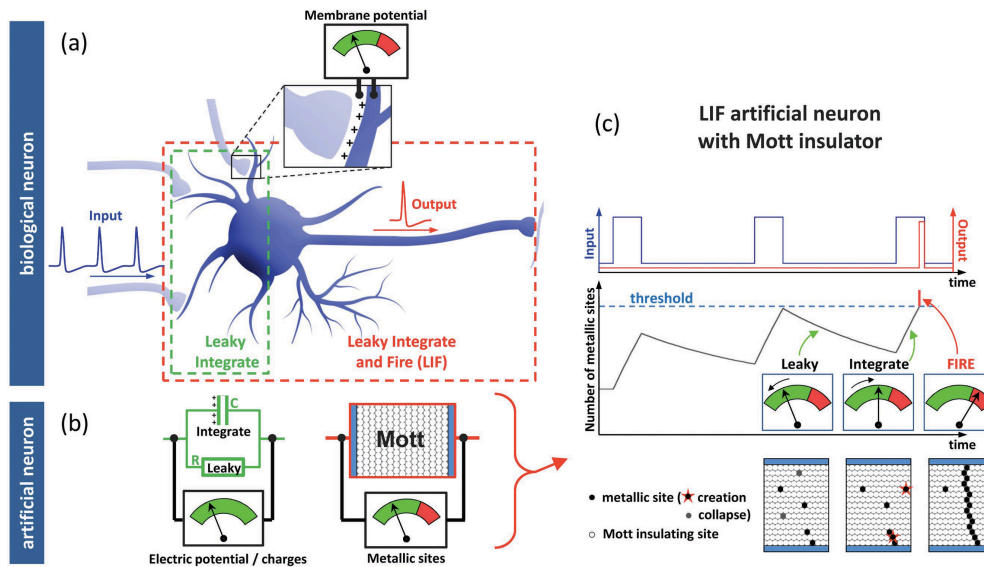 biological neuron
(a)
Membrane potential
+
+
+
+
+
Input
Output
Leaky
Integrate
Leaky Integrate
and Fire (LIF)
artificial neuron
(b)
+
+
+
+
C
Integrate
R
Leaky
Electric potential / charges
Mott
Metallic sites
(c)
LIF artificial neuron
with Mott insulator
Input
Output
time
Number of metallic sites
threshold
Leaky
Integrate
FIRE
time
metallic site ( creation
collapse)
Mott insulating site